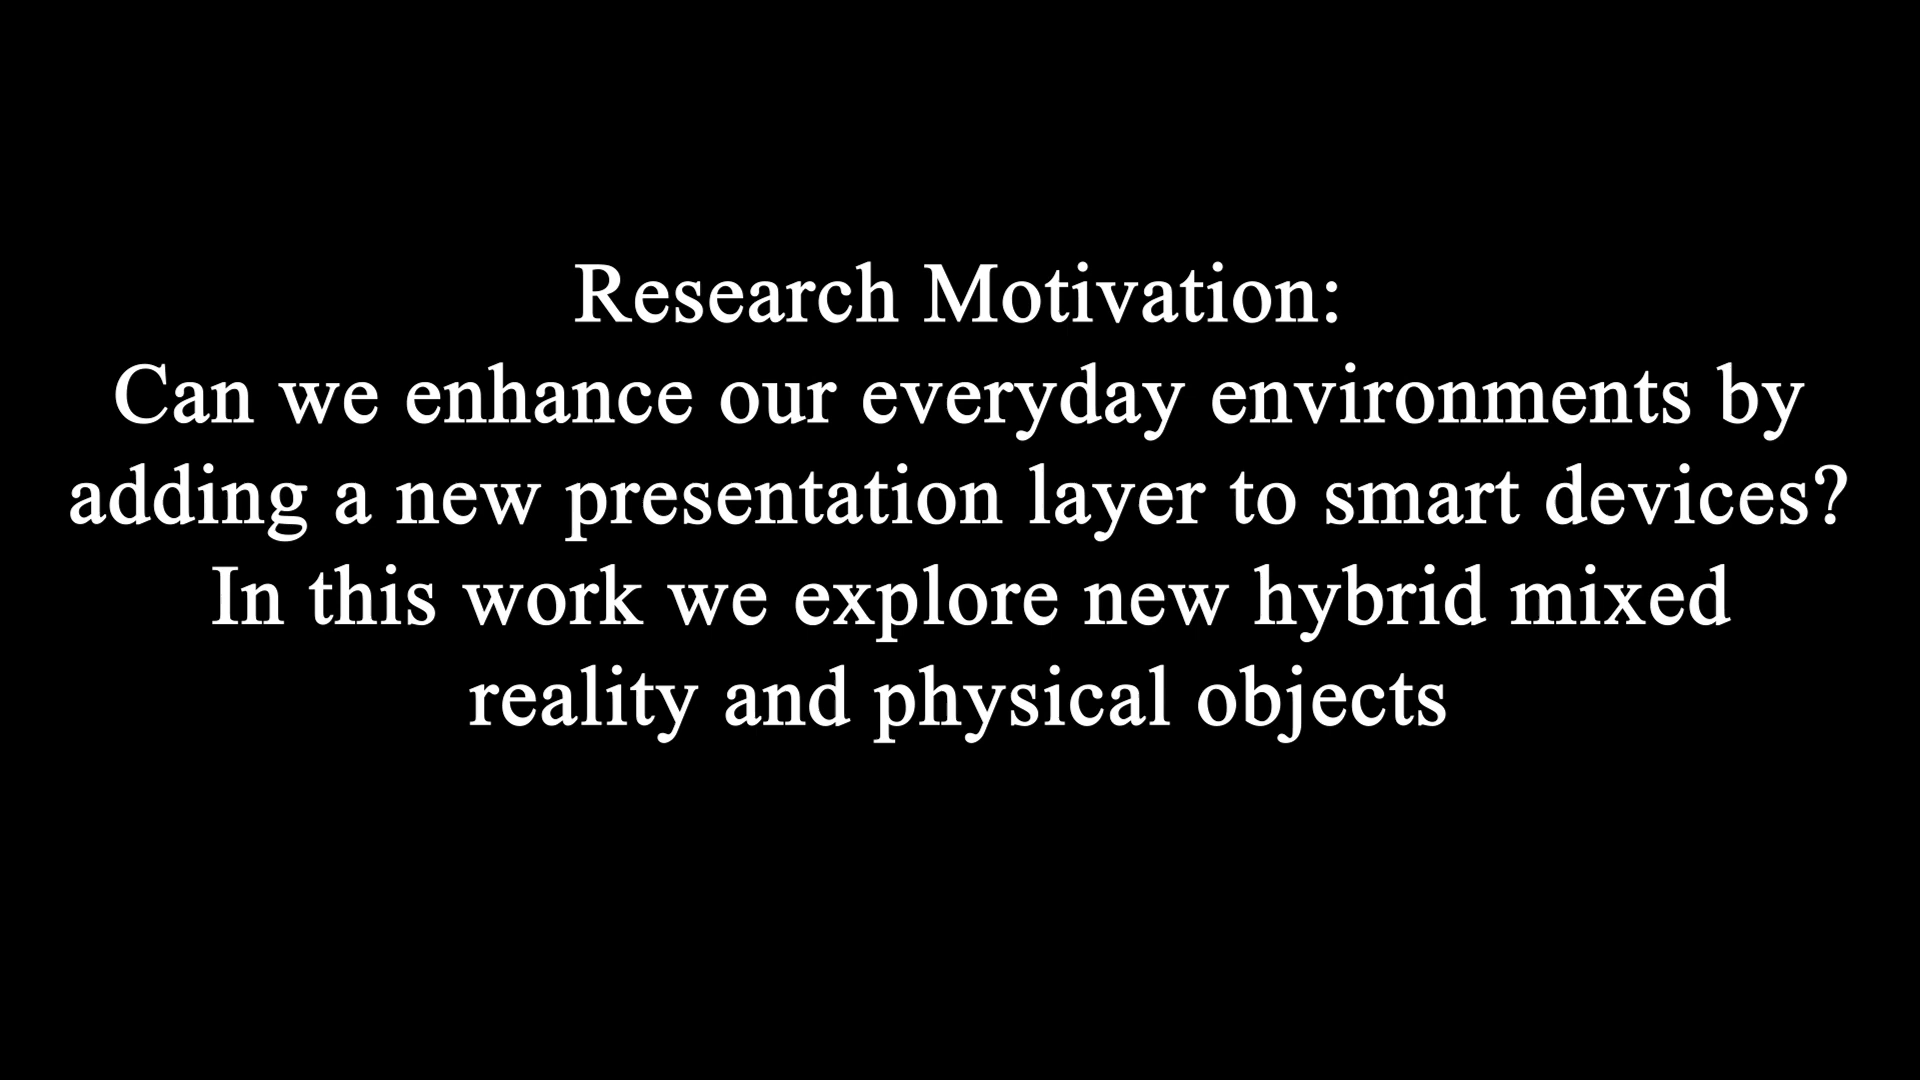 Research Motivation:
Can we enhance our everyday environments by
adding a new presentation layer to smart devices?
In this work we explore new hybrid mixed
reality and physical objects